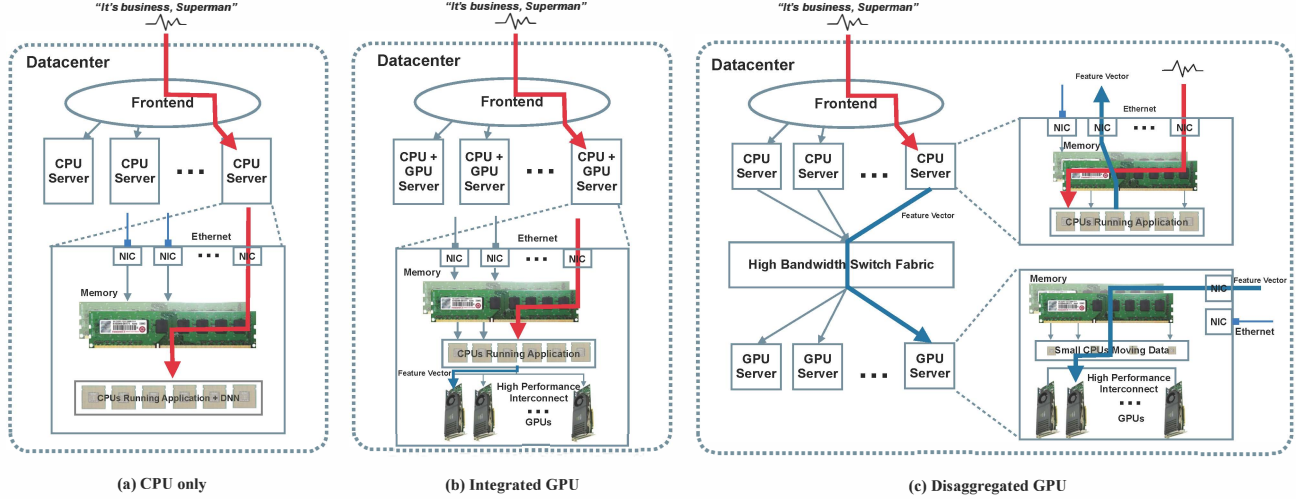 "It's business, Superman"
Datacenter
Frontend
CPU
Server
CPU
Server
...
CPU
Server
Ethernet
NIC
NIC
...
NIC
Memory
CPUs Running Application + DNN
(a) CPU only
"It's business, Superman"
Datacenter
Frontend
CPU +
GPU
Server
CPU +
GPU
Server
...
CPU +
GPU
Server
Ethernet
NIC
NIC
...
NIC
Memory
CPUs Running Application
Feature Vector
High Performance
Interconnect
...
GPUs
(b) Integrated GPU
"It's business, Superman"
Datacenter
Frontend
CPU
Server
CPU
Server
...
CPU
Server
Feature Vector
High Bandwidth Switch Fabric
GPU
Server
GPU
Server
...
GPU
Server
Feature Vector
Ethernet
NIC
NIC
...
NIC
Memory
CPUs Running Application
Memory
NIC
Feature Vector
NIC
Ethernet
Small CPUs Moving Data
High Performance
Interconnect
...
GPUs
(c) Disaggregated GPU